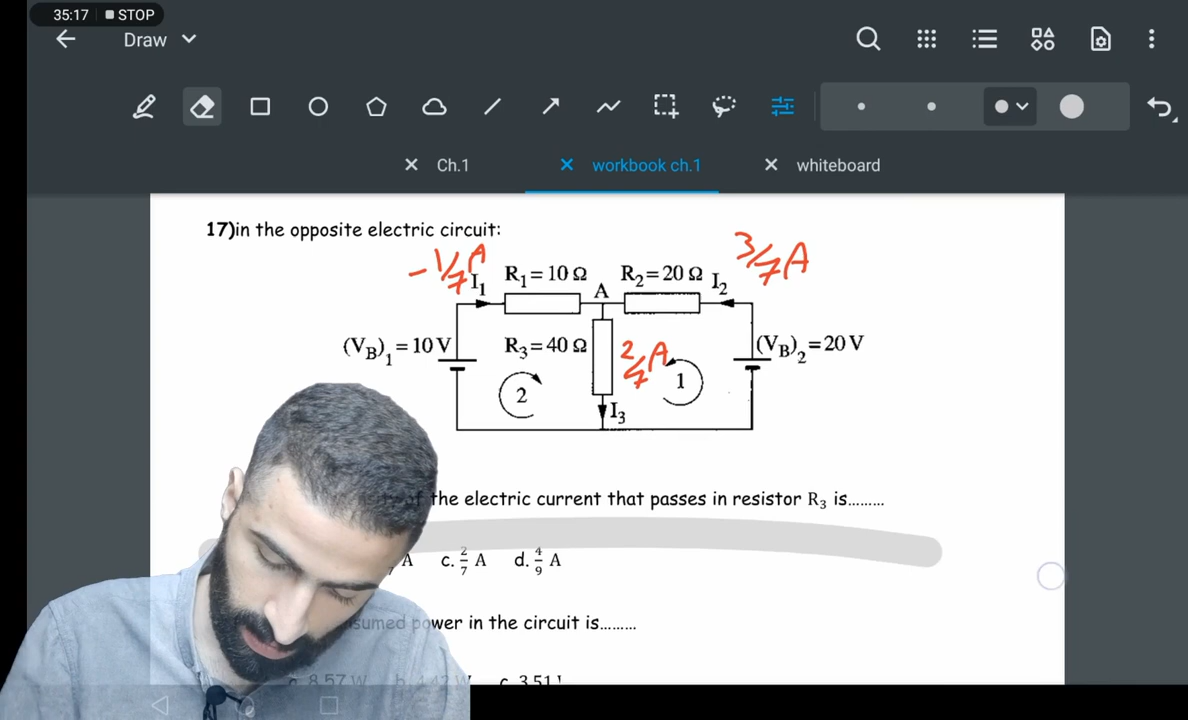 35:17 STOP
Draw
Ch.1
workbook ch.1
whiteboard
17)in the opposite electric circuit:
-1/7 A
3/7 A
I1 R1 = 10 Ω A R2 = 20 Ω I2
(VB)1 = 10 V R3 = 40 Ω 2/7 A (VB)2 = 20 V
2 1
I3
the electric current that passes in resistor R3 is.........
A c. 2/7 A d. 4/9 A
power in the circuit is.........
8.57 W